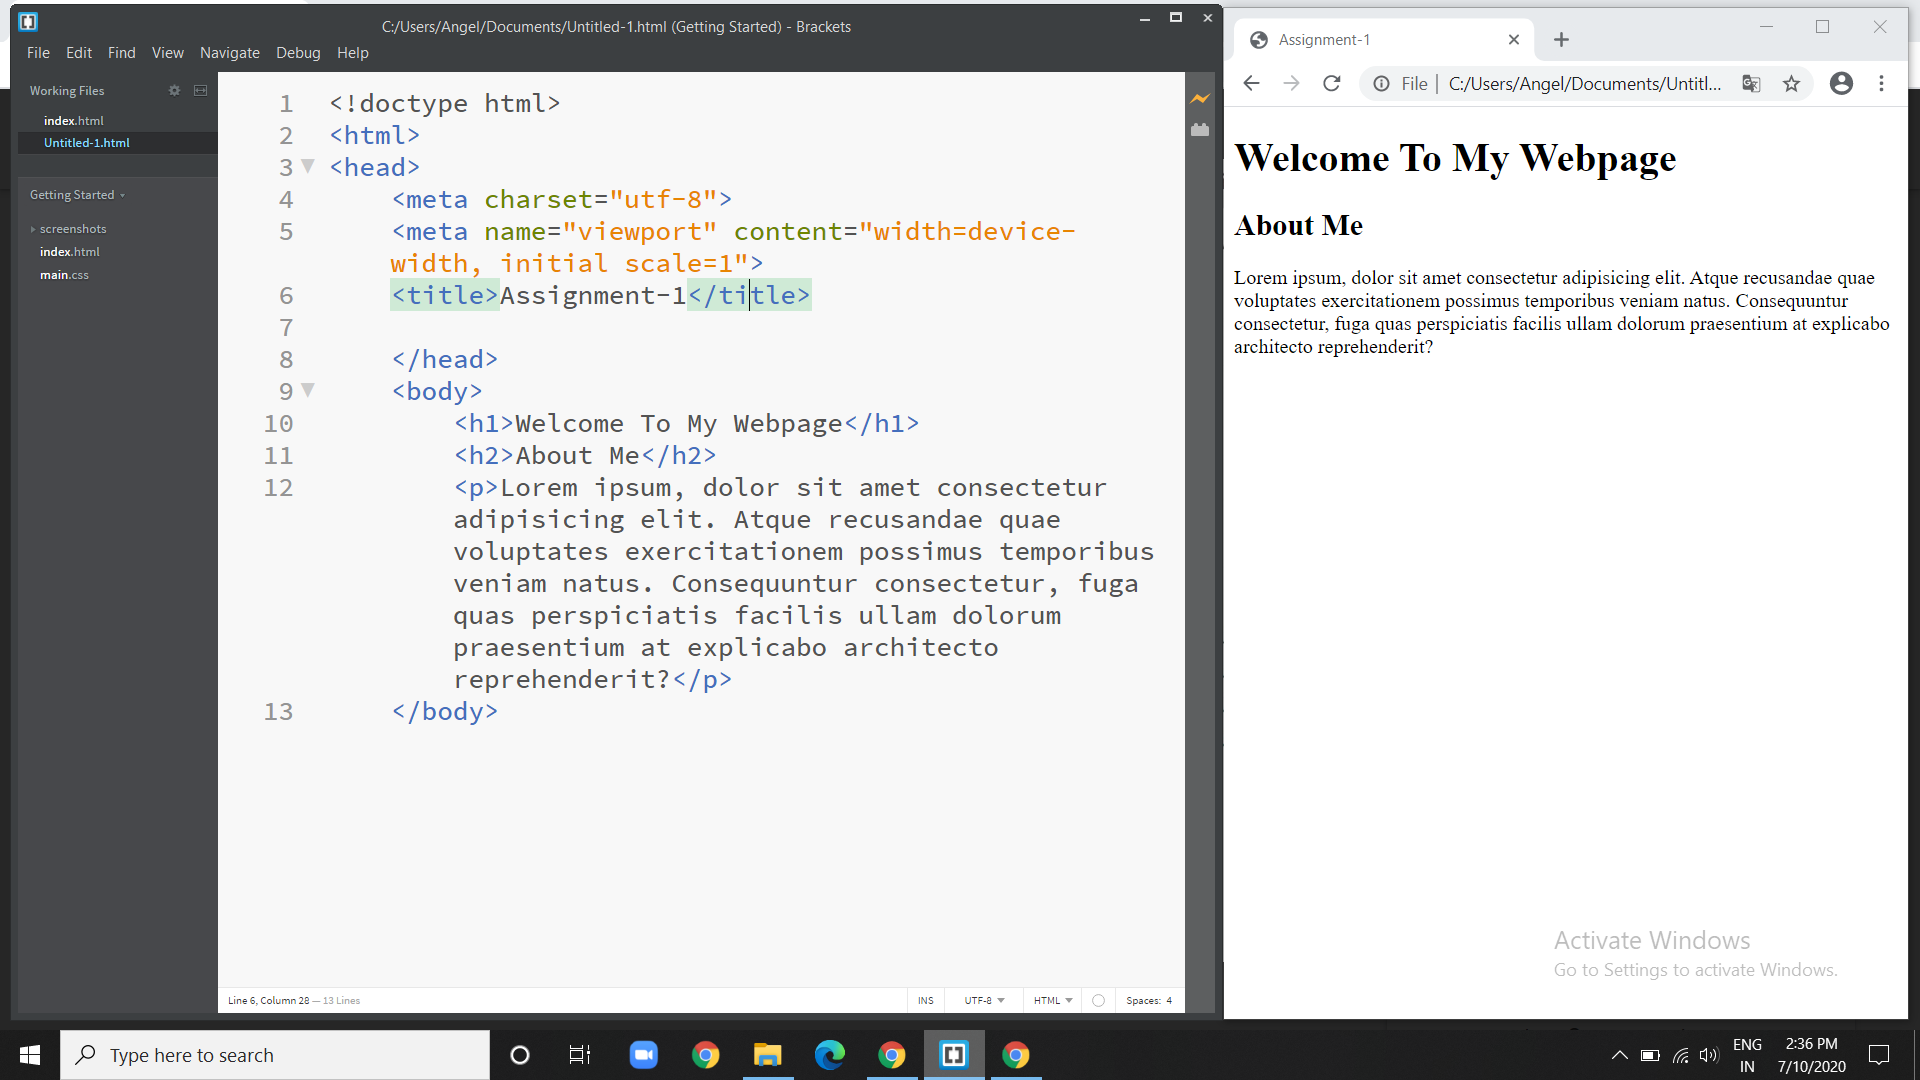 C:/Users/Angel/Documents/Untitled-1.html (Getting Started) - Brackets
File Edit Find View Navigate Debug Help
Working Files
index.html
Untitled-1.html
Getting Started
screenshots
index.html
main.css
1 <!doctype html>
2 <html>
3 <head>
4 <meta charset="utf-8">
5 <meta name="viewport" content="width=device-
width, initial scale=1">
6 <title>Assignment-1</title>
7
8 </head>
9 <body>
10 <h1>Welcome To My Webpage</h1>
11 <h2>About Me</h2>
12 <p>Lorem ipsum, dolor sit amet consectetur
adipisicing elit. Atque recusandae quae
voluptates exercitationem possimus temporibus
veniam natus. Consequuntur consectetur, fuga
quas perspiciatis facilis ullam dolorum
praesentium at explicabo architecto
reprehenderit?</p>
13 </body>
Line 6, Column 28 — 13 Lines
INS UTF-8 HTML Spaces: 4
Assignment-1
File | C:/Users/Angel/Documents/Untitl...
Welcome To My Webpage
About Me
Lorem ipsum, dolor sit amet consectetur adipisicing elit. Atque recusandae quae
voluptates exercitationem possimus temporibus veniam natus. Consequuntur
consectetur, fuga quas perspiciatis facilis ullam dolorum praesentium at explicabo
architecto reprehenderit?
Activate Windows
Go to Settings to activate Windows.
Type here to search
ENG
IN
2:36 PM
7/10/2020